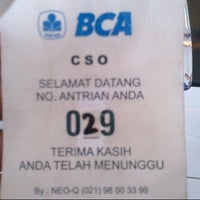 BCA
CSO
SELAMAT DATANG
NO. ANTRIAN ANDA
029
TERIMA KASIH
ANDA TELAH MENUNGGU
By : NEO-Q (021) 98 00 33 99